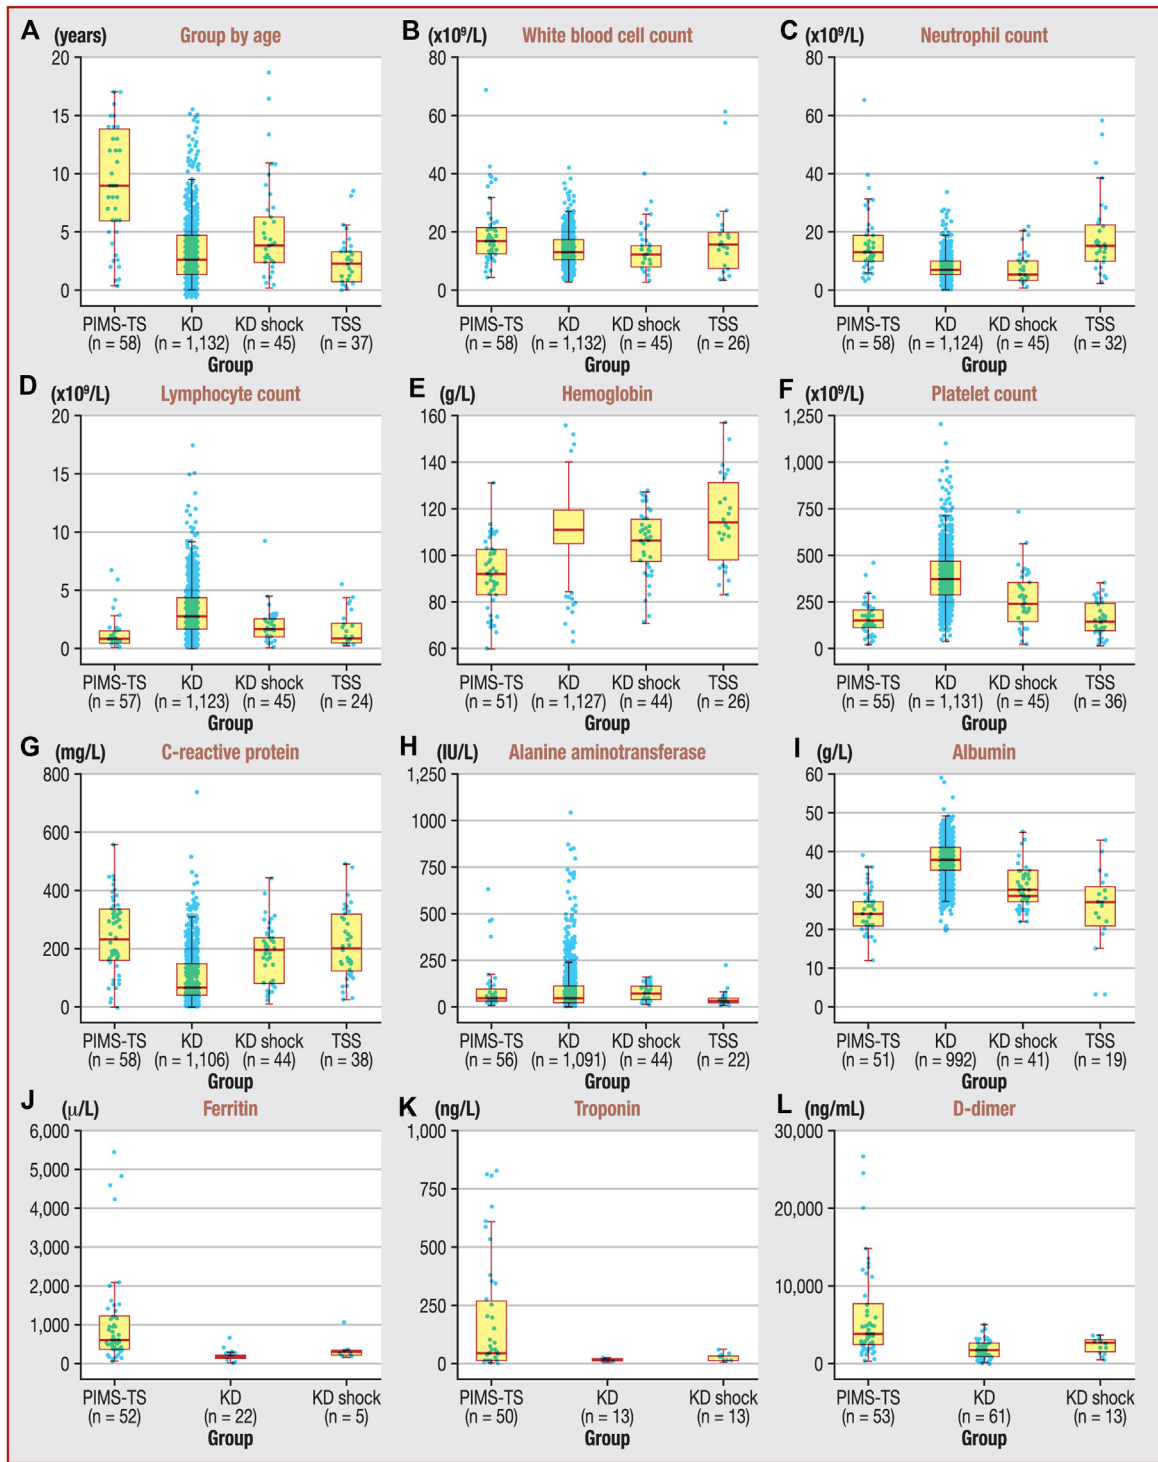 A (years) Group by age
20
15
10
5
0
PIMS-TS KD KD shock TSS
(n = 58) (n = 1,132) (n = 45) (n = 37)
Group
B (x10⁹/L) White blood cell count
80
60
40
20
0
PIMS-TS KD KD shock TSS
(n = 58) (n = 1,132) (n = 45) (n = 26)
Group
C (x10⁹/L) Neutrophil count
80
60
40
20
0
PIMS-TS KD KD shock TSS
(n = 58) (n = 1,124) (n = 45) (n = 32)
Group
D (x10⁹/L) Lymphocyte count
20
15
10
5
0
PIMS-TS KD KD shock TSS
(n = 57) (n = 1,123) (n = 45) (n = 24)
Group
E (g/L) Hemoglobin
160
140
120
100
80
60
PIMS-TS KD KD shock TSS
(n = 51) (n = 1,127) (n = 44) (n = 26)
Group
F (x10⁹/L) Platelet count
1,250
1,000
750
500
250
0
PIMS-TS KD KD shock TSS
(n = 55) (n = 1,131) (n = 45) (n = 36)
Group
G (mg/L) C-reactive protein
800
600
400
200
0
PIMS-TS KD KD shock TSS
(n = 58) (n = 1,106) (n = 44) (n = 38)
Group
H (IU/L) Alanine aminotransferase
1,250
1000
750
500
250
0
PIMS-TS KD KD shock TSS
(n = 56) (n = 1,091) (n = 44) (n = 22)
Group
I (g/L) Albumin
60
50
40
30
20
10
0
PIMS-TS KD KD shock TSS
(n = 51) (n = 992) (n = 41) (n = 19)
Group
J (μ/L) Ferritin
6,000
5,000
4,000
3,000
2,000
1,000
0
PIMS-TS KD KD shock
(n = 52) (n = 22) (n = 5)
Group
K (ng/L) Troponin
1,000
750
500
250
0
PIMS-TS KD KD shock
(n = 50) (n = 13) (n = 13)
Group
L (ng/mL) D-dimer
30,000
20,000
10,000
0
PIMS-TS KD KD shock
(n = 53) (n = 61) (n = 13)
Group